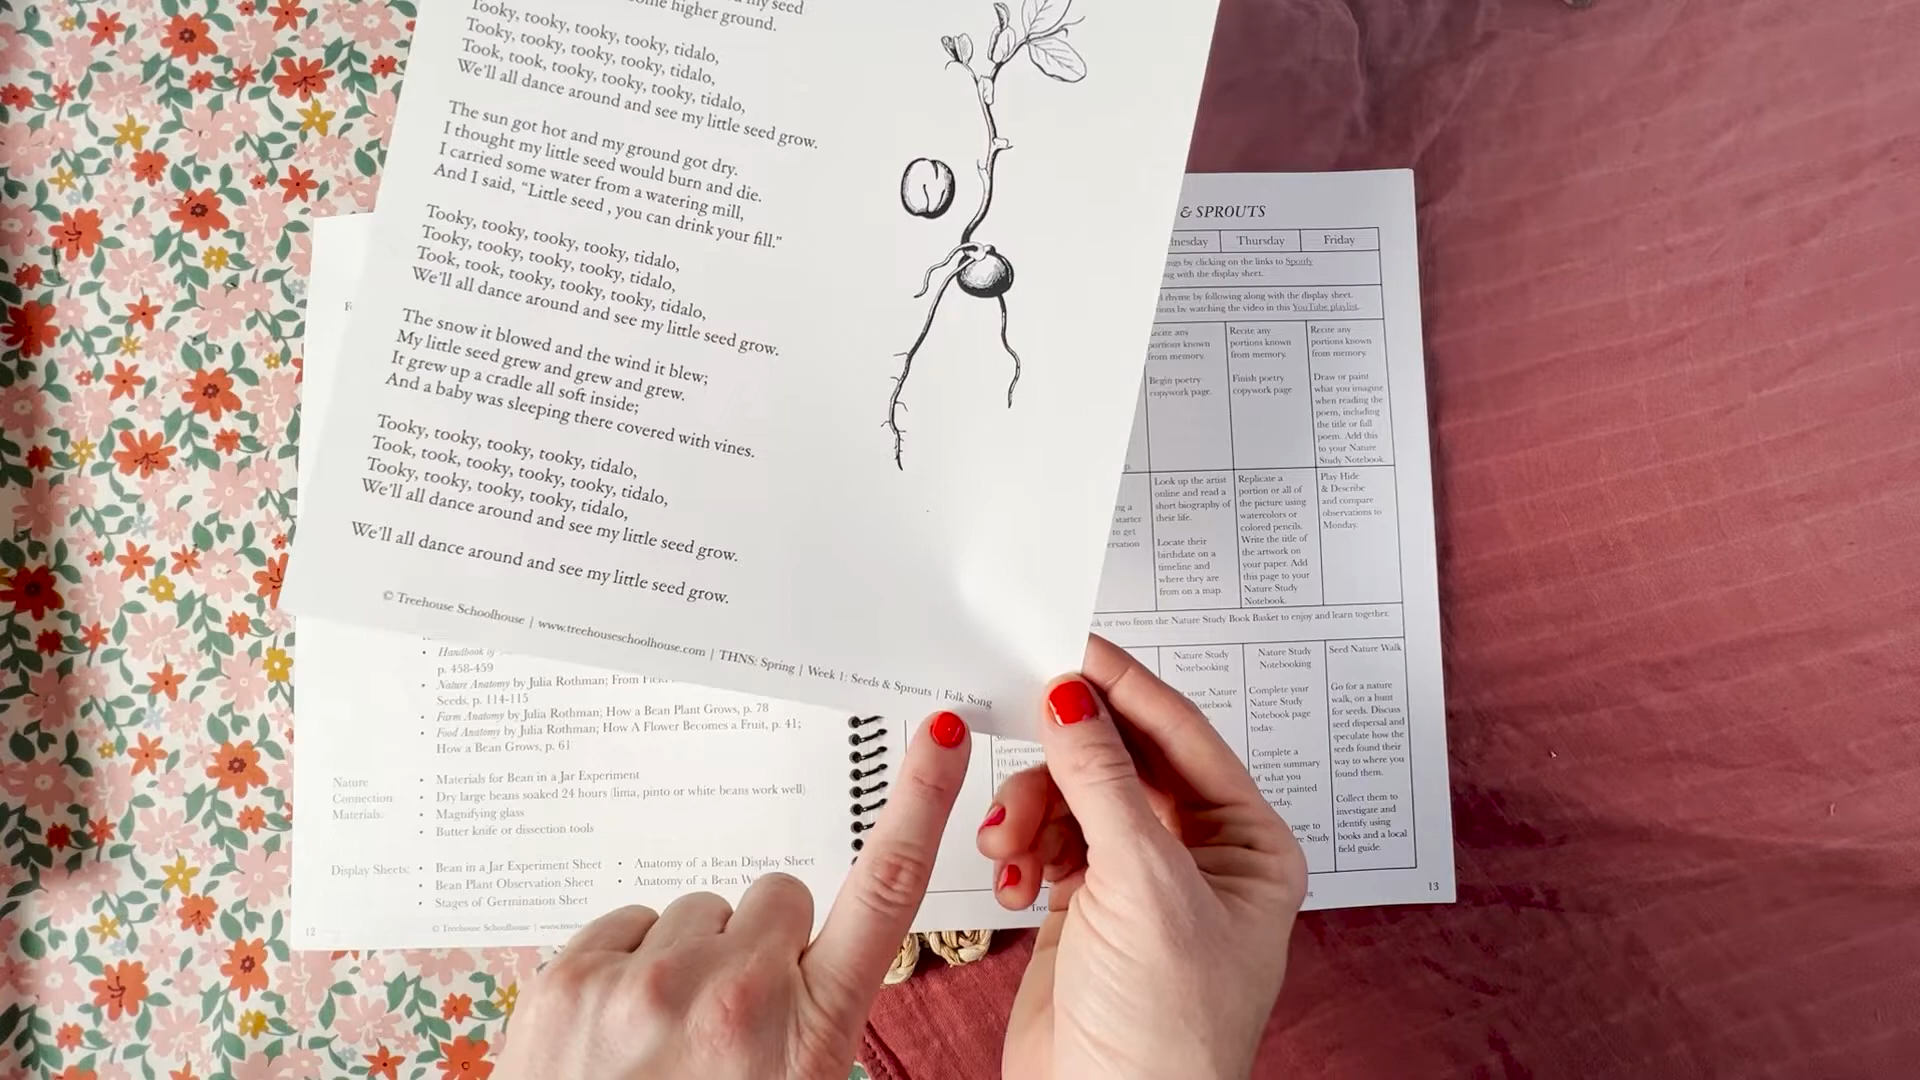 my seed
some higher ground.
Tooky, tooky, tooky, tooky, tidalo,
Tooky, tooky, tooky, tooky, tidalo,
Took, took, tooky, tooky, tooky, tidalo,
We'll all dance around and see my little seed grow.
The sun got hot and my ground got dry.
I thought my little seed would burn and die.
I carried some water from a watering mill,
And I said, "Little seed , you can drink your fill."
Tooky, tooky, tooky, tooky, tidalo,
Tooky, tooky, tooky, tooky, tidalo,
Took, took, tooky, tooky, tooky, tidalo,
We'll all dance around and see my little seed grow.
The snow it blowed and the wind it blew;
My little seed grew and grew and grew.
It grew up a cradle all soft inside;
And a baby was sleeping there covered with vines.
Tooky, tooky, tooky, tooky, tidalo,
Took, took, tooky, tooky, tooky, tidalo,
Tooky, tooky, tooky, tooky, tidalo,
We'll all dance around and see my little seed grow.
We'll all dance around and see my little seed grow.
© Treehouse Schoolhouse | www.treehouseschoolhouse.com | THNS: Spring | Week 1: Seeds & Sprouts | Folk Song
Handbook of
p. 458-459
Nature Anatomy by Julia Rothman; From
Seeds, p. 114-115
Farm Anatomy by Julia Rothman; How a Bean Plant Grows, p. 78
Food Anatomy by Julia Rothman; How A Flower Becomes a Fruit, p. 41;
How a Bean Grows, p. 61
Nature
Connection
Materials:
• Materials for Bean in a Jar Experiment
• Dry large beans soaked 24 hours (lima, pinto or white beans work well)
• Magnifying glass
• Butter knife or dissection tools
Display Sheets:
• Bean in a Jar Experiment Sheet
• Bean Plant Observation Sheet
• Stages of Germination Sheet
• Anatomy of a Bean Display Sheet
• Anatomy of a Bean
12
© Treehouse Schoolhouse |
& SPROUTS
Thursday
Friday
by clicking on the links to Spotify
with the display sheet.
rhyme by following along with the display sheet.
by watching the video in this YouTube playlist.
Recite any
portions known
from memory.
Begin poetry
copywork page.
Recite any
portions known
from memory.
Finish poetry
copywork page
Recite any
portions known
from memory.
Draw or paint
what you imagine
when reading the
poem, including
the title or full
poem. Add this
to your Nature
Study Notebook.
starter
to get
Look up the artist
online and read a
short biography of
their life.
Locate their
birthdate on a
timeline and
where they are
from on a map.
Replicate a
portion or all of
the picture using
watercolors or
colored pencils.
Write the title of
the artwork on
your paper. Add
this page to your
Nature Study
Notebook.
Play Hide
& Describe
and compare
observations to
Monday.
or two from the Nature Study Book Basket to enjoy and learn together.
Nature Study
Notebooking
your Nature
Nature Study
Notebooking
Complete your
Nature Study
Notebook page
today.
Complete a
written summary
of what you
or painted
page to
Study
Seed Nature Walk
Go for a nature
walk, on a hunt
for seeds. Discuss
seed dispersal and
speculate how the
seeds found their
way to where you
found them.
Collect them to
investigate and
identify using
books and a local
field guide.
10 days,
13